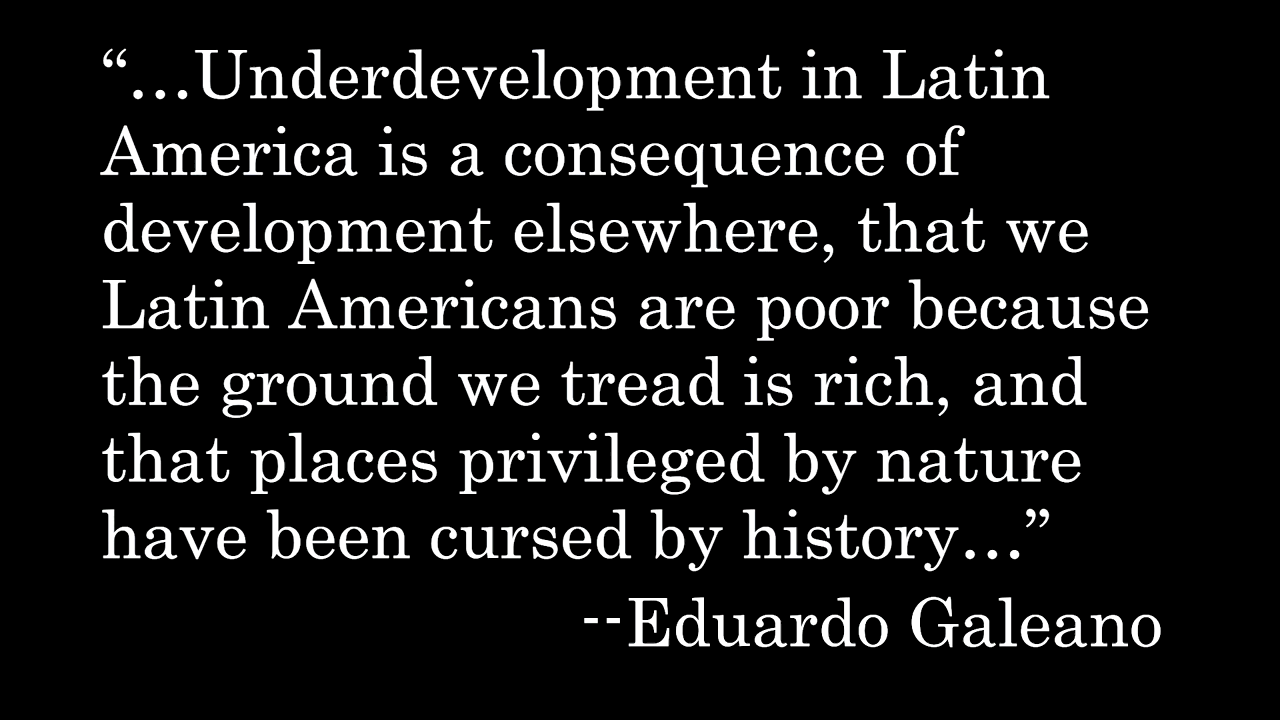 “…Underdevelopment in Latin
America is a consequence of
development elsewhere, that we
Latin Americans are poor because
the ground we tread is rich, and
that places privileged by nature
have been cursed by history…”
--Eduardo Galeano